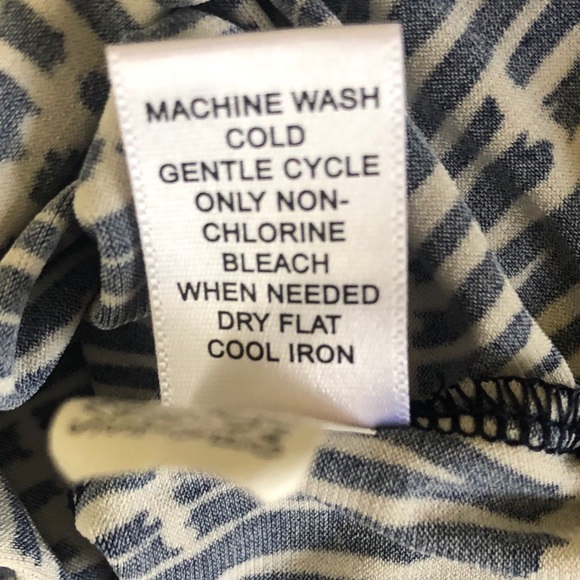 MACHINE WASH
COLD
GENTLE CYCLE
ONLY NON-
CHLORINE
BLEACH
WHEN NEEDED
DRY FLAT
COOL IRON